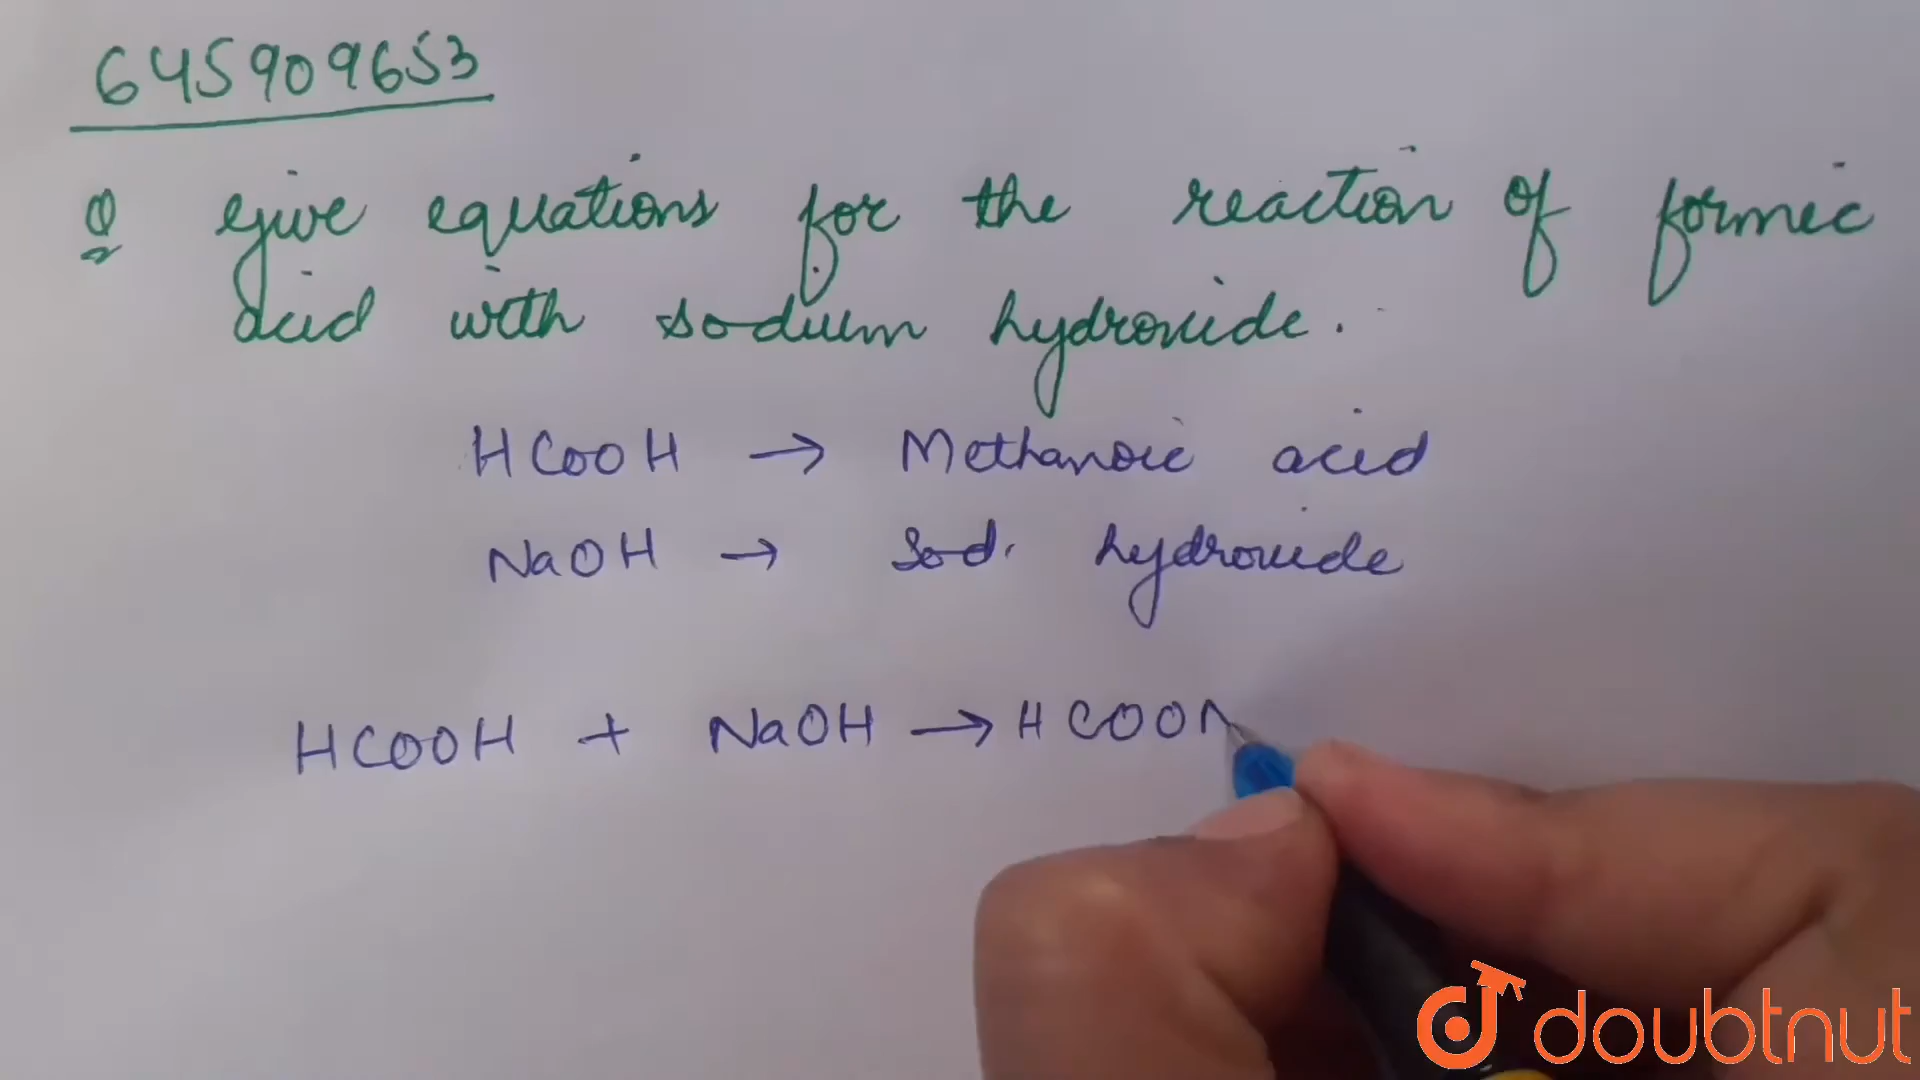 645909653
Q Give equations for the reaction of formic
acid with sodium hydroxide.
HCOOH → Methanoic acid
NaOH → Sod. hydroxide
HCOOH + NaOH → HCOON
doubtnut